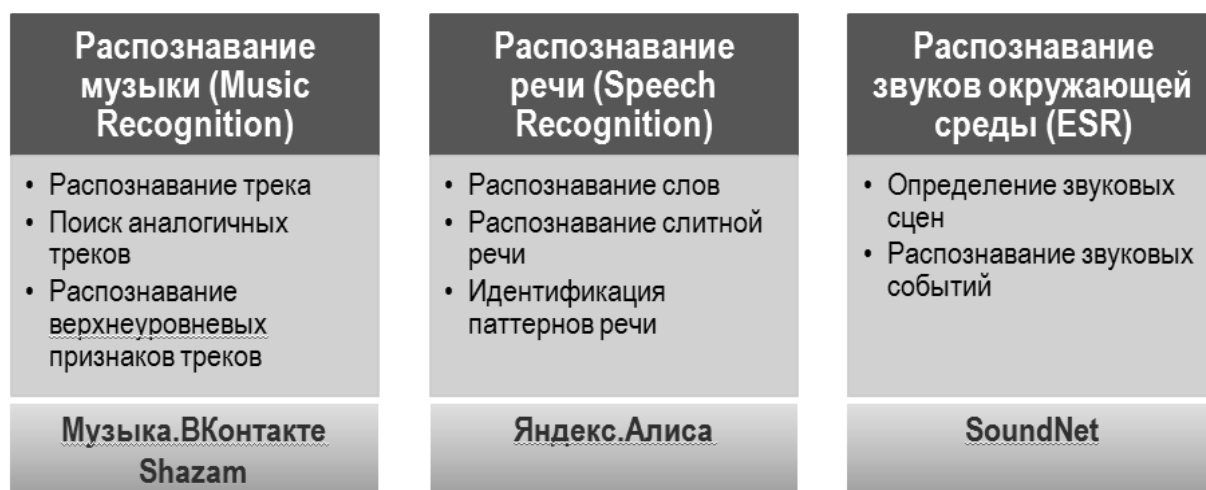 Распознавание
музыки (Music
Recognition)
• Распознавание трека
• Поиск аналогичных
треков
• Распознавание
верхнеуровневых
признаков треков
Музыка.ВКонтакте
Shazam
Распознавание
речи (Speech
Recognition)
• Распознавание слов
• Распознавание слитной
речи
• Идентификация
паттернов речи
Яндекс.Алиса
Распознавание
звуков окружающей
среды (ESR)
• Определение звуковых
сцен
• Распознавание звуковых
событий
SoundNet